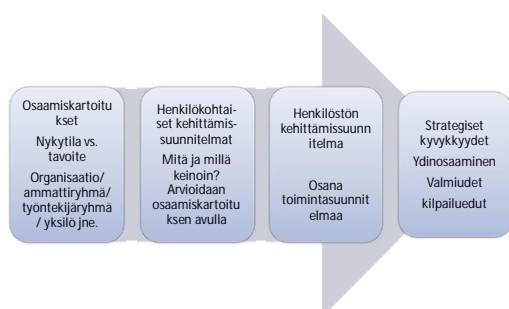 Osaamiskartoitu
kset
Nykytila vs.
tavoite
Organisaatio/
ammattiryhmä/
työntekijäryhmä
/ yksilö jne.
Henkilökohtai-
set kehittämis-
suunnitelmat
Mitä ja millä
keinoin?
Arvioidaan
osaamiskartoitu
ksen avulla
Henkilöstön
kehittämissuunn
itelma
Osana
toimintasuunnit
elmaa
Strategiset
kyvykkyydet
Ydinosaaminen
Valmiudet
kilpailuedut